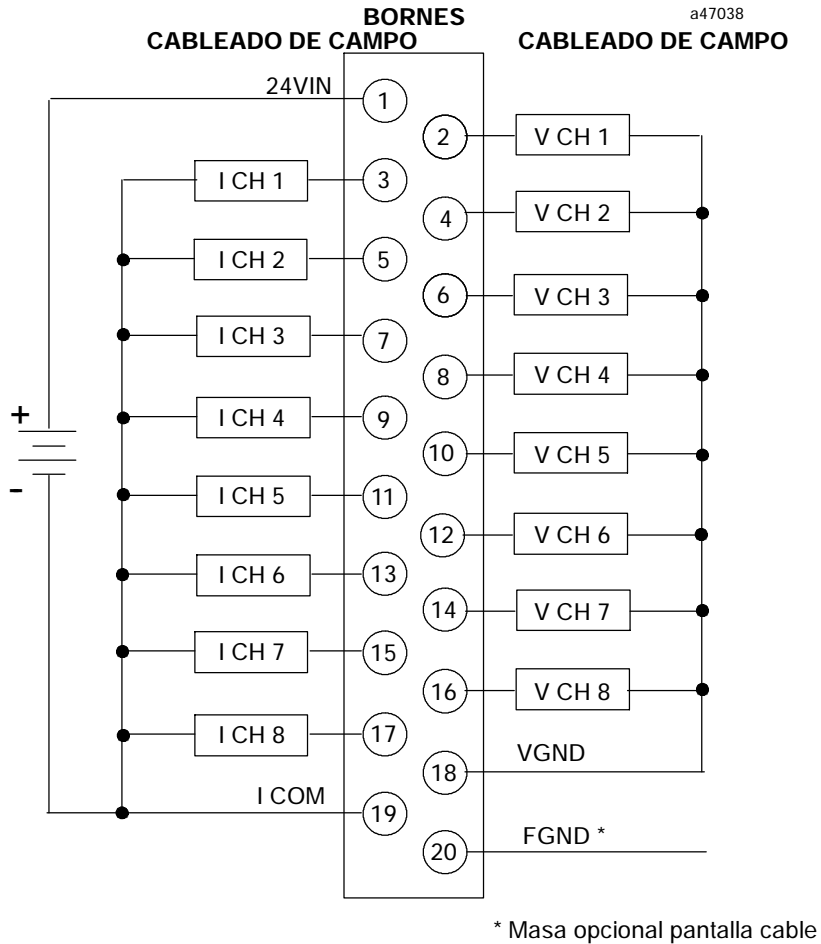 BORNES
a47038
CABLEADO DE CAMPO
CABLEADO DE CAMPO
24VIN
1
2
V CH 1
I CH 1
3
4
V CH 2
I CH 2
5
6
V CH 3
I CH 3
7
8
V CH 4
+
I CH 4
9
10
V CH 5
-
I CH 5
11
12
V CH 6
I CH 6
13
14
V CH 7
I CH 7
15
16
V CH 8
I CH 8
17
18
VGND
I COM
19
20
FGND *
* Masa opcional pantalla cable